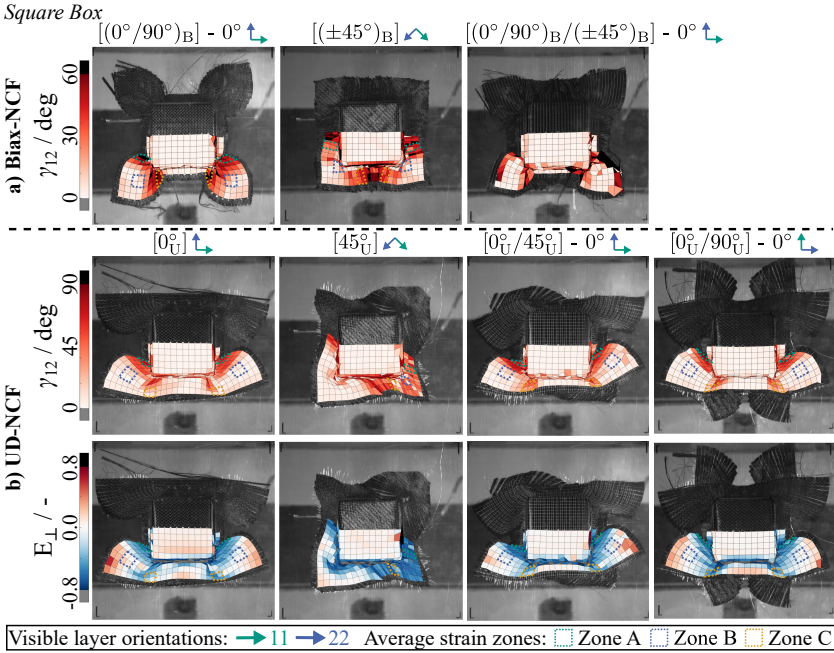 Square Box
[(0°/90°)B] - 0°
[(±45°)B]
[(0°/90°)B/(±45°)B] - 0°
a) Biax-NCF
γ12 / deg
60
30
0
[0°U]
[45°U]
[0°U/45°U] - 0°
[0°U/90°U] - 0°
b) UD-NCF
γ12 / deg
90
45
0
E⊥ / -
0.8
0.0
-0.8
Visible layer orientations: 11 22 Average strain zones: Zone A Zone B Zone C